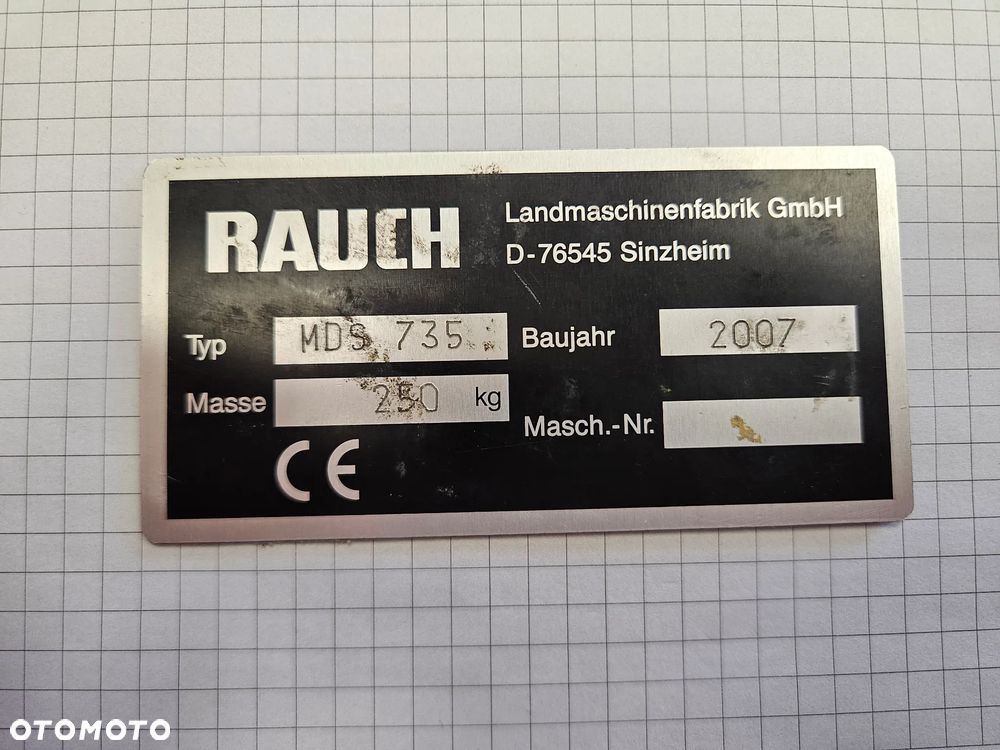 RAUCH
Landmaschinenfabrik GmbH
D-76545 Sinzheim
Typ MDS 735 Baujahr 2007
Masse 250 kg Masch.-Nr.
CE
OTOMOTO